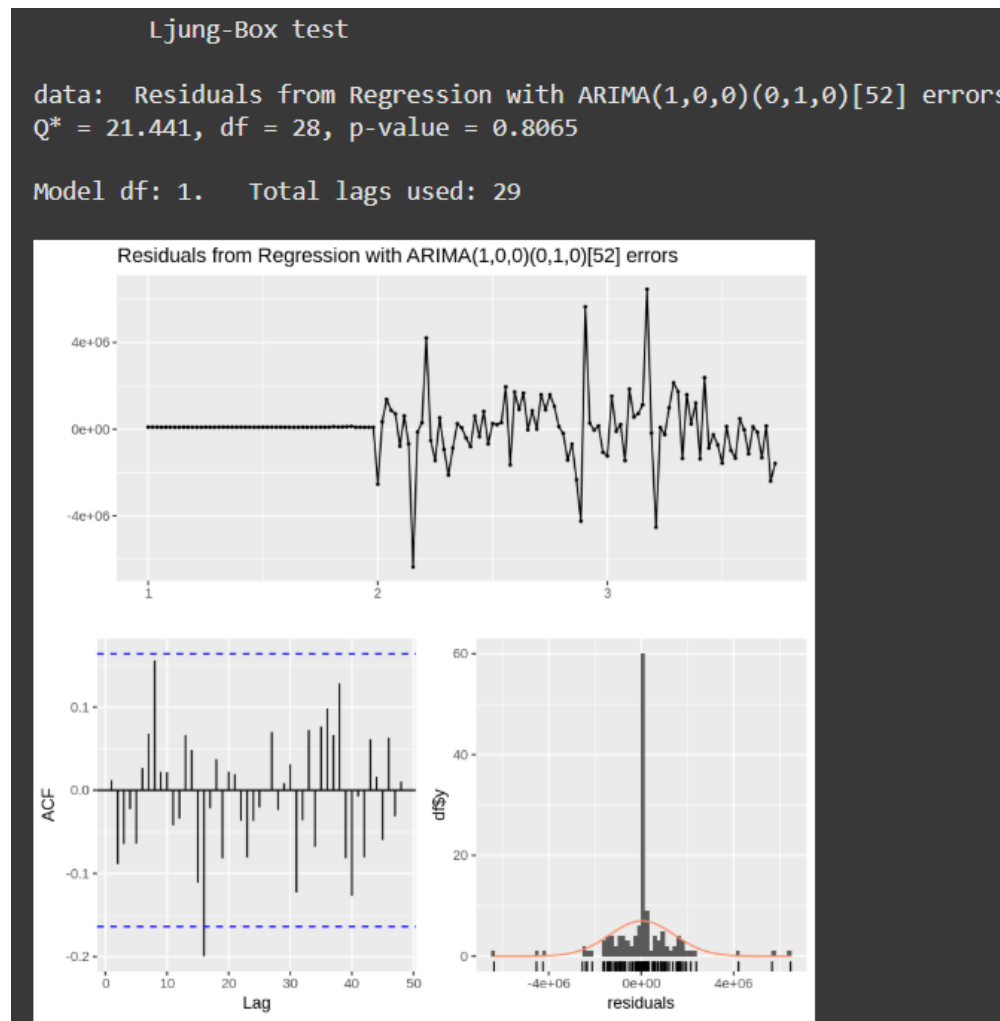 Ljung-Box test
data:  Residuals from Regression with ARIMA(1,0,0)(0,1,0)[52] errors
Q* = 21.441, df = 28, p-value = 0.8065
Model df: 1.   Total lags used: 29
Residuals from Regression with ARIMA(1,0,0)(0,1,0)[52] errors
4e+06
0e+00
-4e+06
1 2 3
ACF
0.1
0.0
-0.1
-0.2
0 10 20 30 40 50
Lag
df$y
60
40
20
0
-4e+06 0e+00 4e+06
residuals